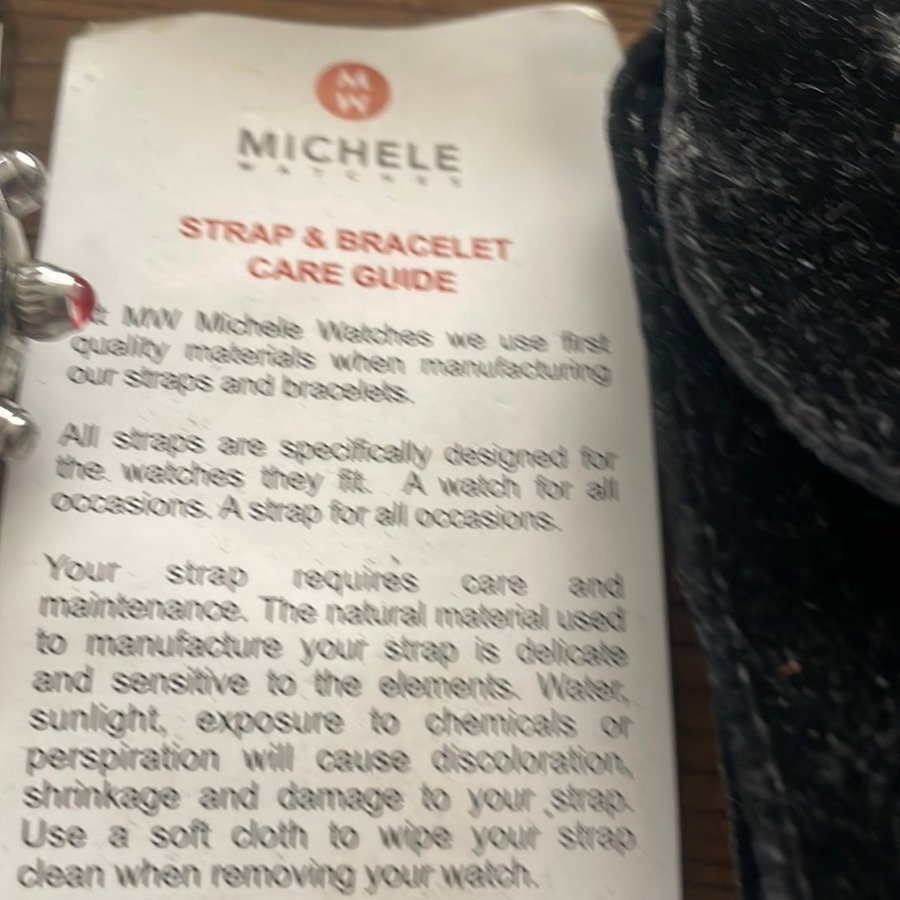 MW
MICHELE
WATCHES
STRAP & BRACELET
CARE GUIDE
At MW Michele Watches we use first
quality materials when manufacturing
our straps and bracelets.
All straps are specifically designed for
the watches they fit. A watch for all
occasions. A strap for all occasions.
Your strap requires care and
maintenance. The natural material used
to manufacture your strap is delicate
and sensitive to the elements. Water,
sunlight, exposure to chemicals or
perspiration will cause discoloration,
shrinkage and damage to your strap.
Use a soft cloth to wipe your strap
clean when removing your watch.